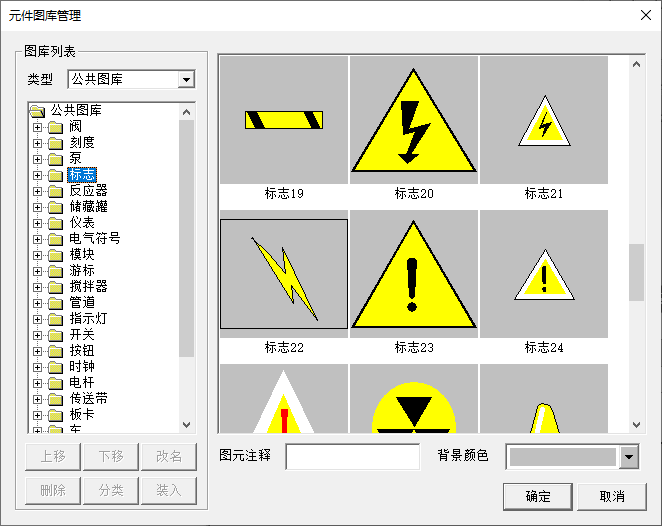 元件图库管理
图库列表
类型 公共图库
公共图库
阀
刻度
泵
标志
反应器
储藏罐
仪表
电气符号
模块
游标
搅拌器
管道
指示灯
开关
按钮
时钟
电杆
传送带
板卡
车
上移 下移 改名
删除 分类 装入
标志19 标志20 标志21
标志22 标志23 标志24
图元注释 背景颜色
确定 取消